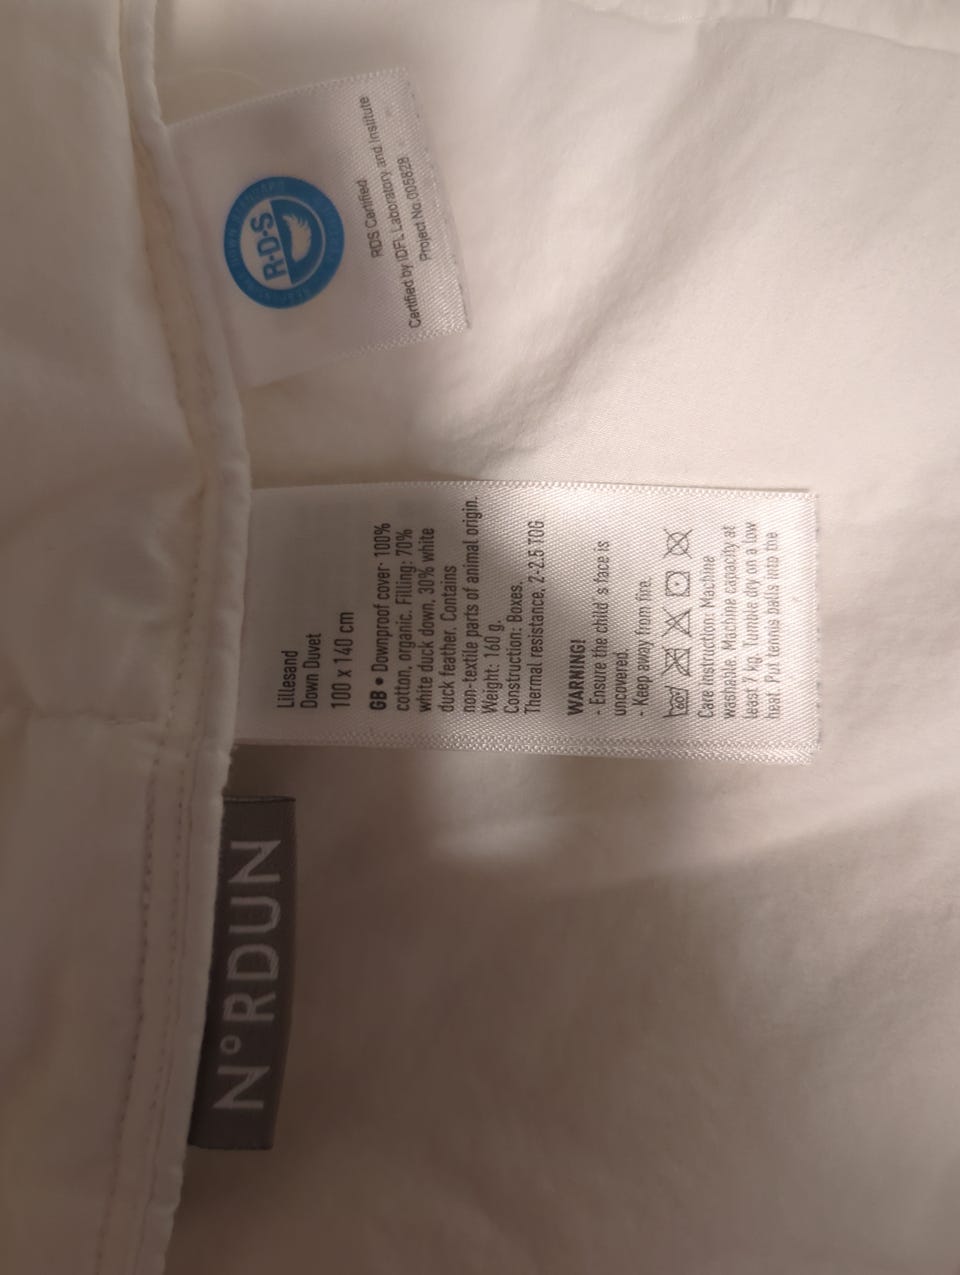 R·D·S
RDS Certified
Certified by IDFL Laboratory and Institute
Project No.005828
Lillesand
Down Duvet
100 x 140 cm
GB • Downproof cover: 100%
cotton, organic. Filling: 70%
white duck down, 30% white
duck feather. Contains
non-textile parts of animal origin.
Weight: 160 g.
Construction: Boxes.
Thermal resistance, 2-2.5 TOG
WARNING!
- Ensure the child's face is
uncovered.
- Keep away from fire.
60
Care instruction: Machine
washable. Machine capacity at
least 7 kg. Tumble dry on a low
heat. Put tennis balls into the
N°RDUN